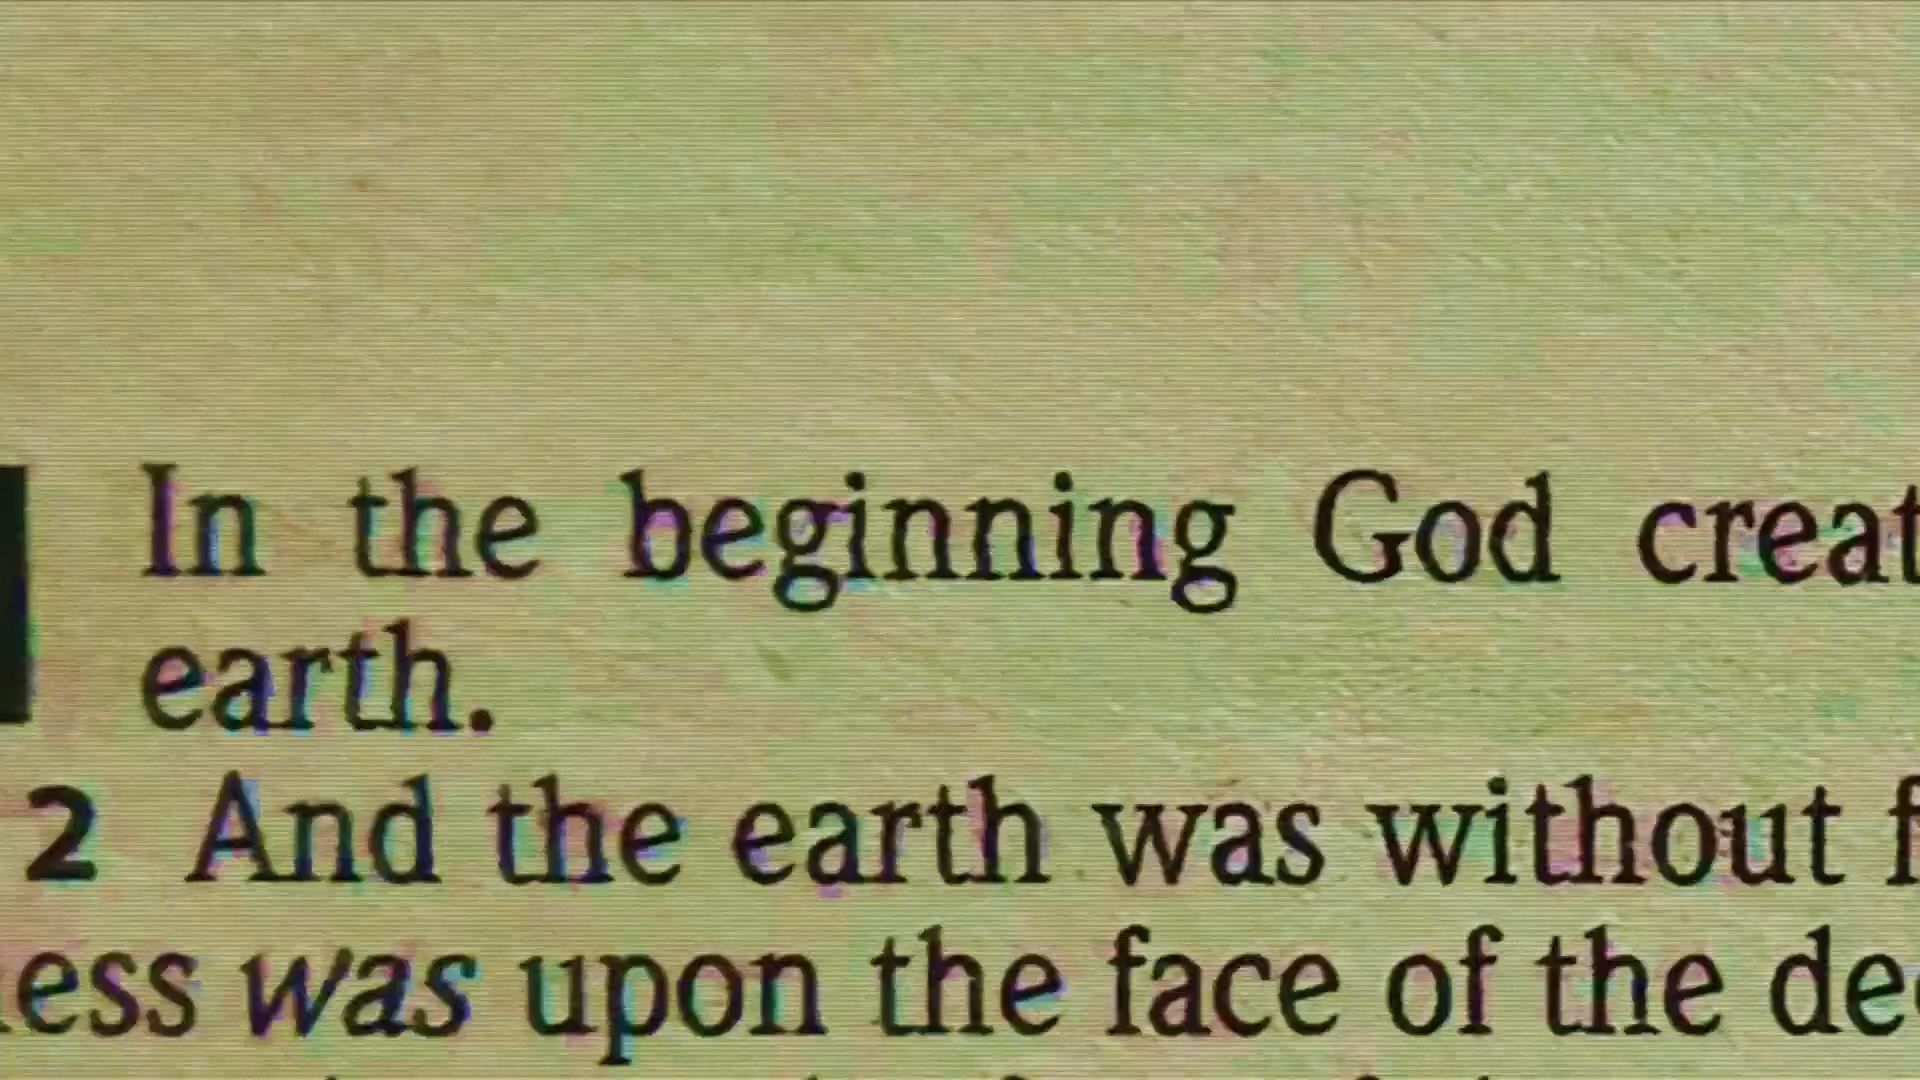 In the beginning God creat
earth.
2 And the earth was without f
ess was upon the face of the de